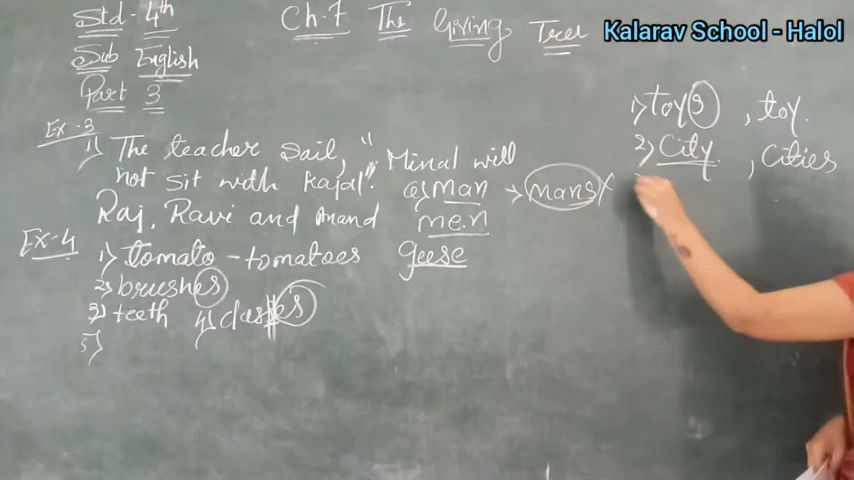 Std - 4th
Ch-7 The Giving Tree
Kalarav School - Halol
Sub English
Part 3
Ex-3
1) The teacher Said, " Minal will
not sit with Kajal".
Raj, Ravi and Anand
a) man → mans ×
men
geese
Ex-4
1) tomato - tomatoes
2) brushes
3) teeth 4) classes
5)
1) toys , toy.
2) City , Cities